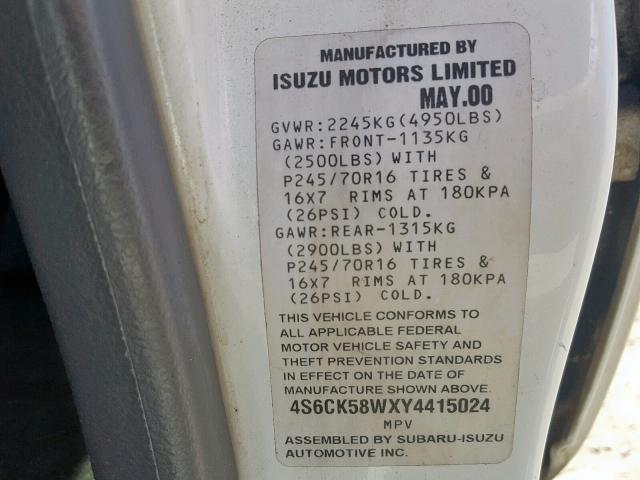 MANUFACTURED BY
ISUZU MOTORS LIMITED
MAY.00
GVWR:2245KG(4950LBS)
GAWR:FRONT-1135KG
(2500LBS) WITH
P245/70R16 TIRES &
16X7 RIMS AT 180KPA
(26PSI) COLD.
GAWR:REAR-1315KG
(2900LBS) WITH
P245/70R16 TIRES &
16X7 RIMS AT 180KPA
(26PSI) COLD.
THIS VEHICLE CONFORMS TO
ALL APPLICABLE FEDERAL
MOTOR VEHICLE SAFETY AND
THEFT PREVENTION STANDARDS
IN EFFECT ON THE DATE OF
MANUFACTURE SHOWN ABOVE.
4S6CK58WXY4415024
MPV
ASSEMBLED BY SUBARU-ISUZU
AUTOMOTIVE INC.